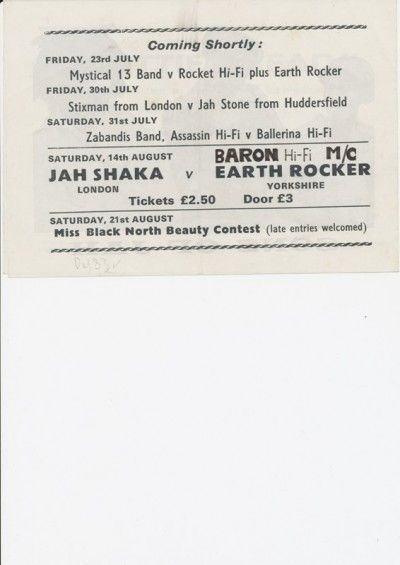 Coming Shortly:
FRIDAY, 23rd JULY
Mystical 13 Band v Rocket Hi-Fi plus Earth Rocker
FRIDAY, 30th JULY
Stixman from London v Jah Stone from Huddersfield
SATURDAY, 31st JULY
Zabandis Band, Assassin Hi-Fi v Ballerina Hi-Fi
SATURDAY, 14th AUGUST BARON Hi-Fi M/C
JAH SHAKA v EARTH ROCKER
LONDON YORKSHIRE
Tickets £2.50 Door £3
SATURDAY, 21st AUGUST
Miss Black North Beauty Contest (late entries welcomed)